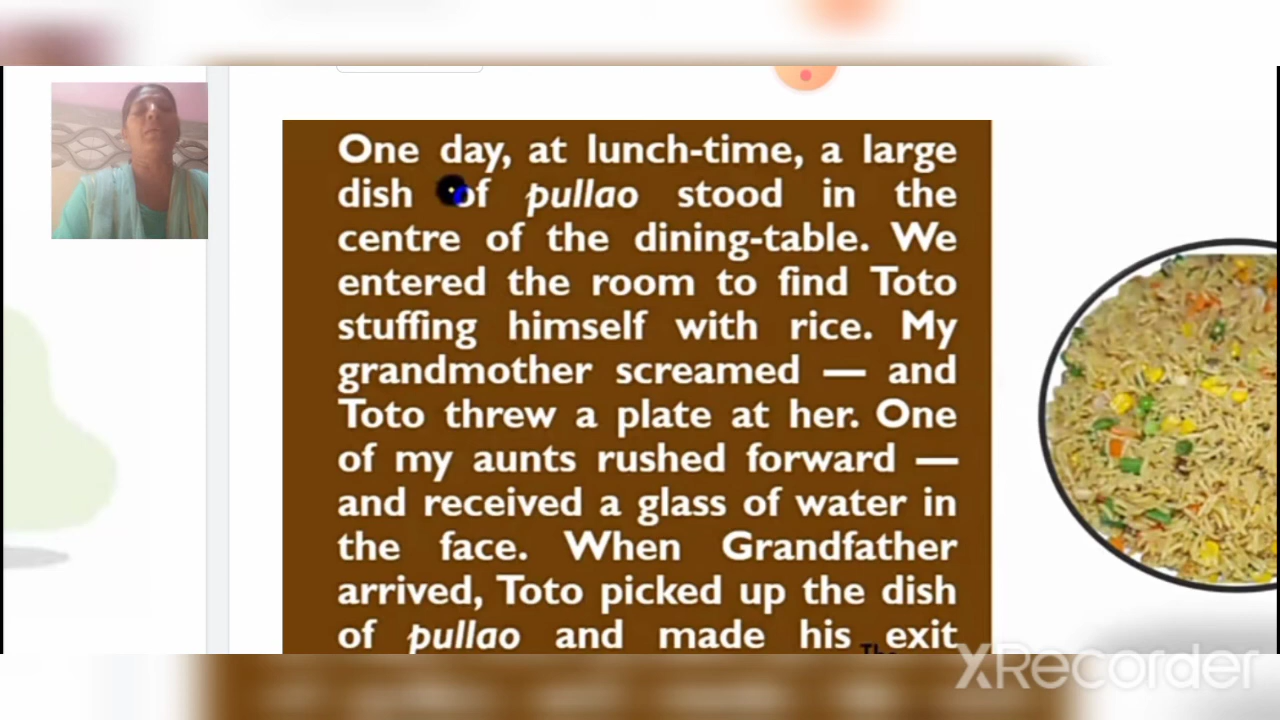 One day, at lunch-time, a large
dish of pullao stood in the
centre of the dining-table. We
entered the room to find Toto
stuffing himself with rice. My
grandmother screamed — and
Toto threw a plate at her. One
of my aunts rushed forward —
and received a glass of water in
the face. When Grandfather
arrived, Toto picked up the dish
of pullao and made his exit
XRecorder